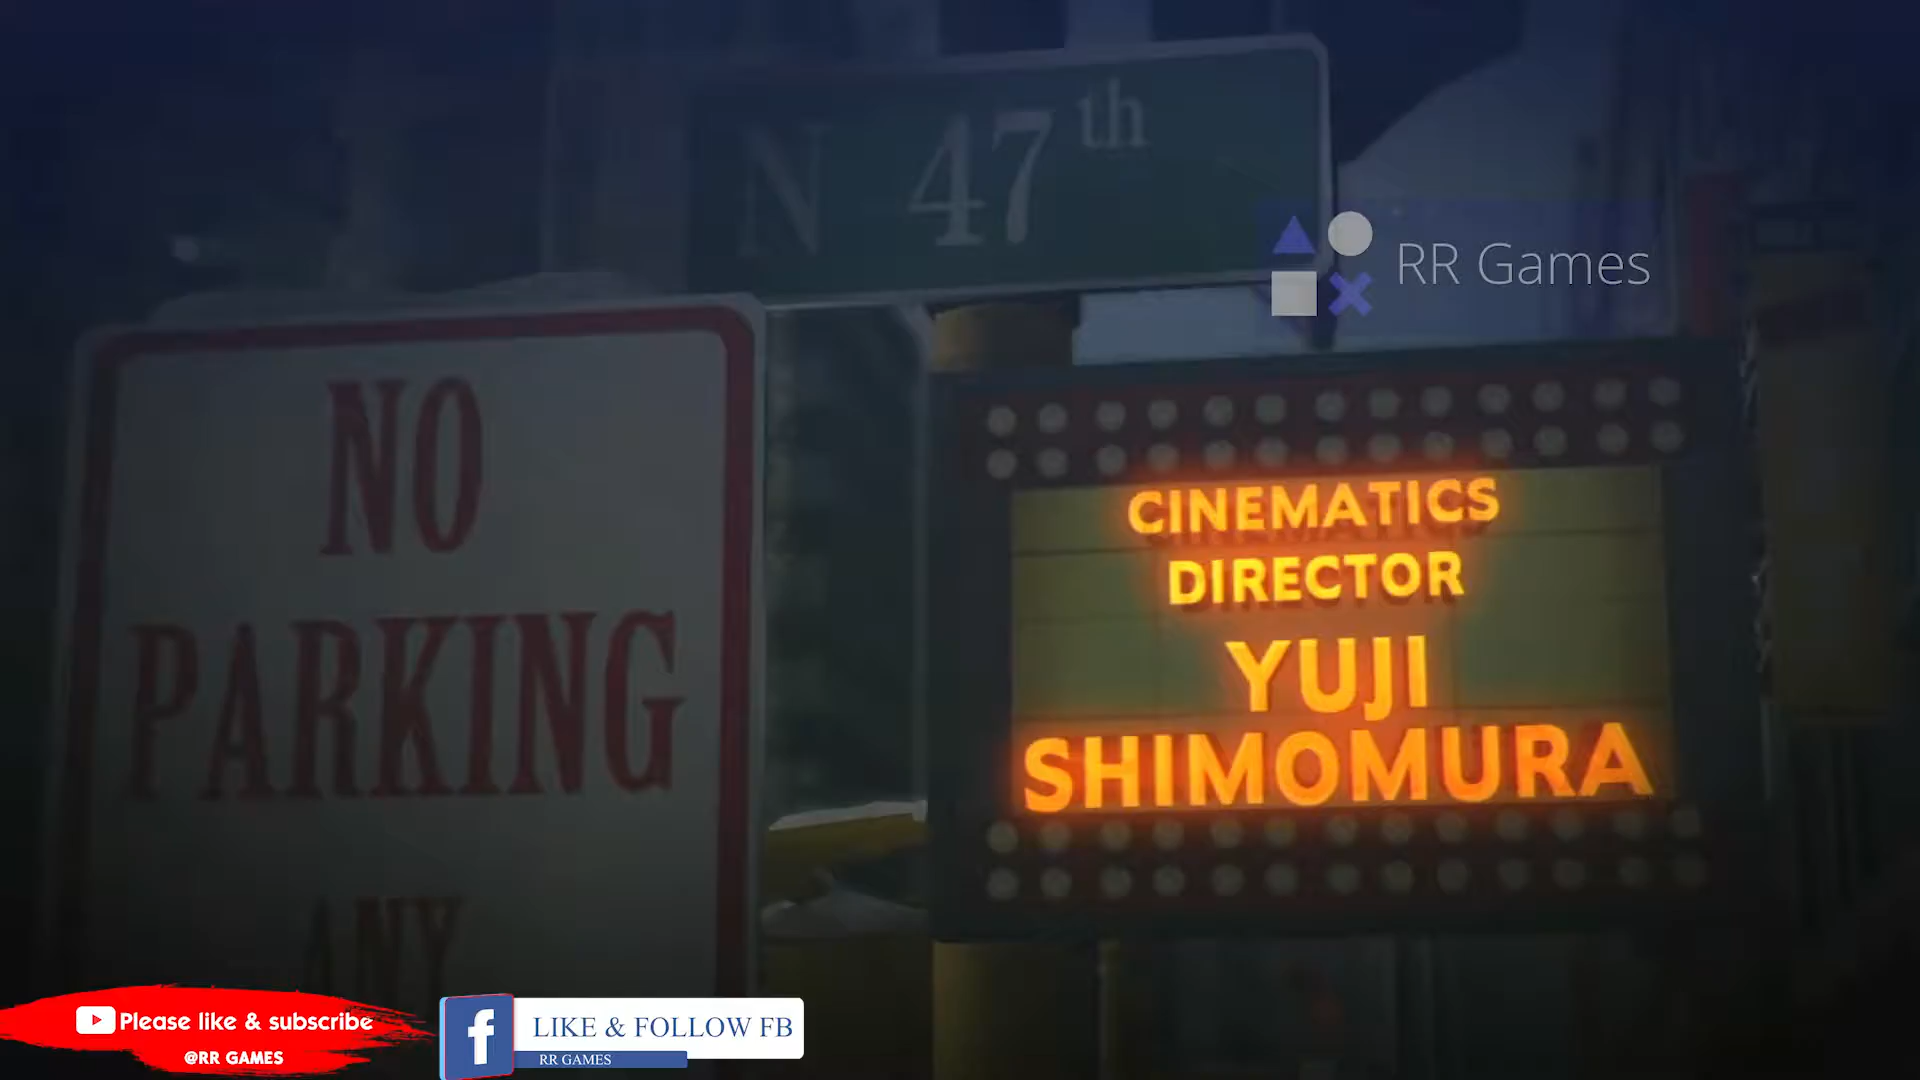 N 47th
RR Games
NO
PARKING
ANY
CINEMATICS
DIRECTOR
YUJI
SHIMOMURA
Please like & subscribe
@RR GAMES
LIKE & FOLLOW FB
RR GAMES